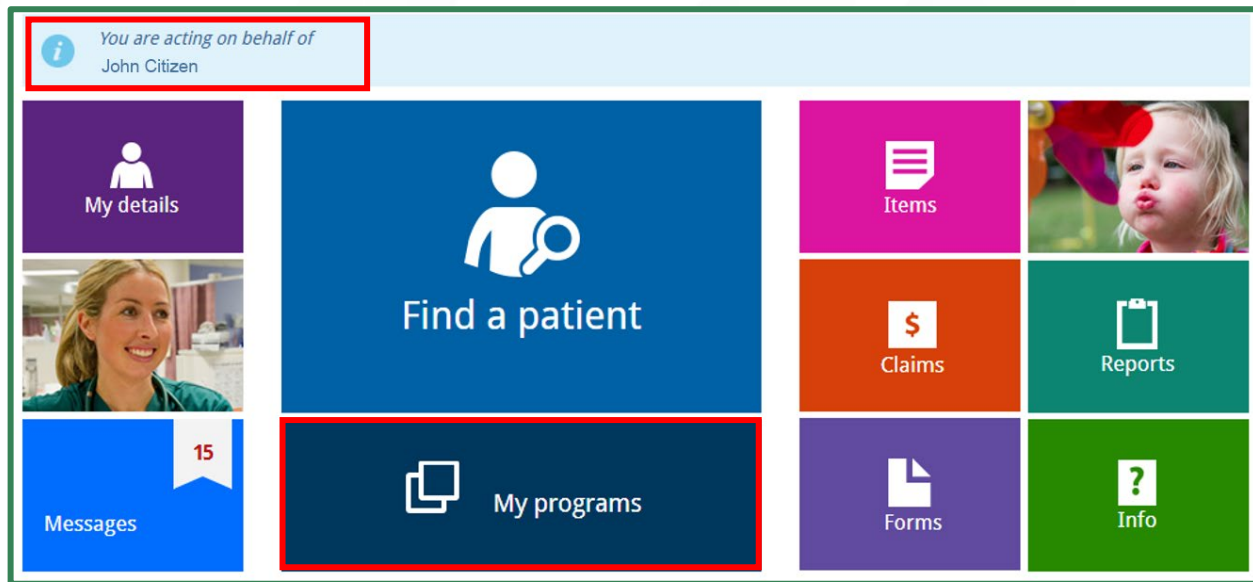 You are acting on behalf of
John Citizen
My details
Find a patient
Items
$
Claims
Reports
15
Messages
My programs
Forms
?
Info